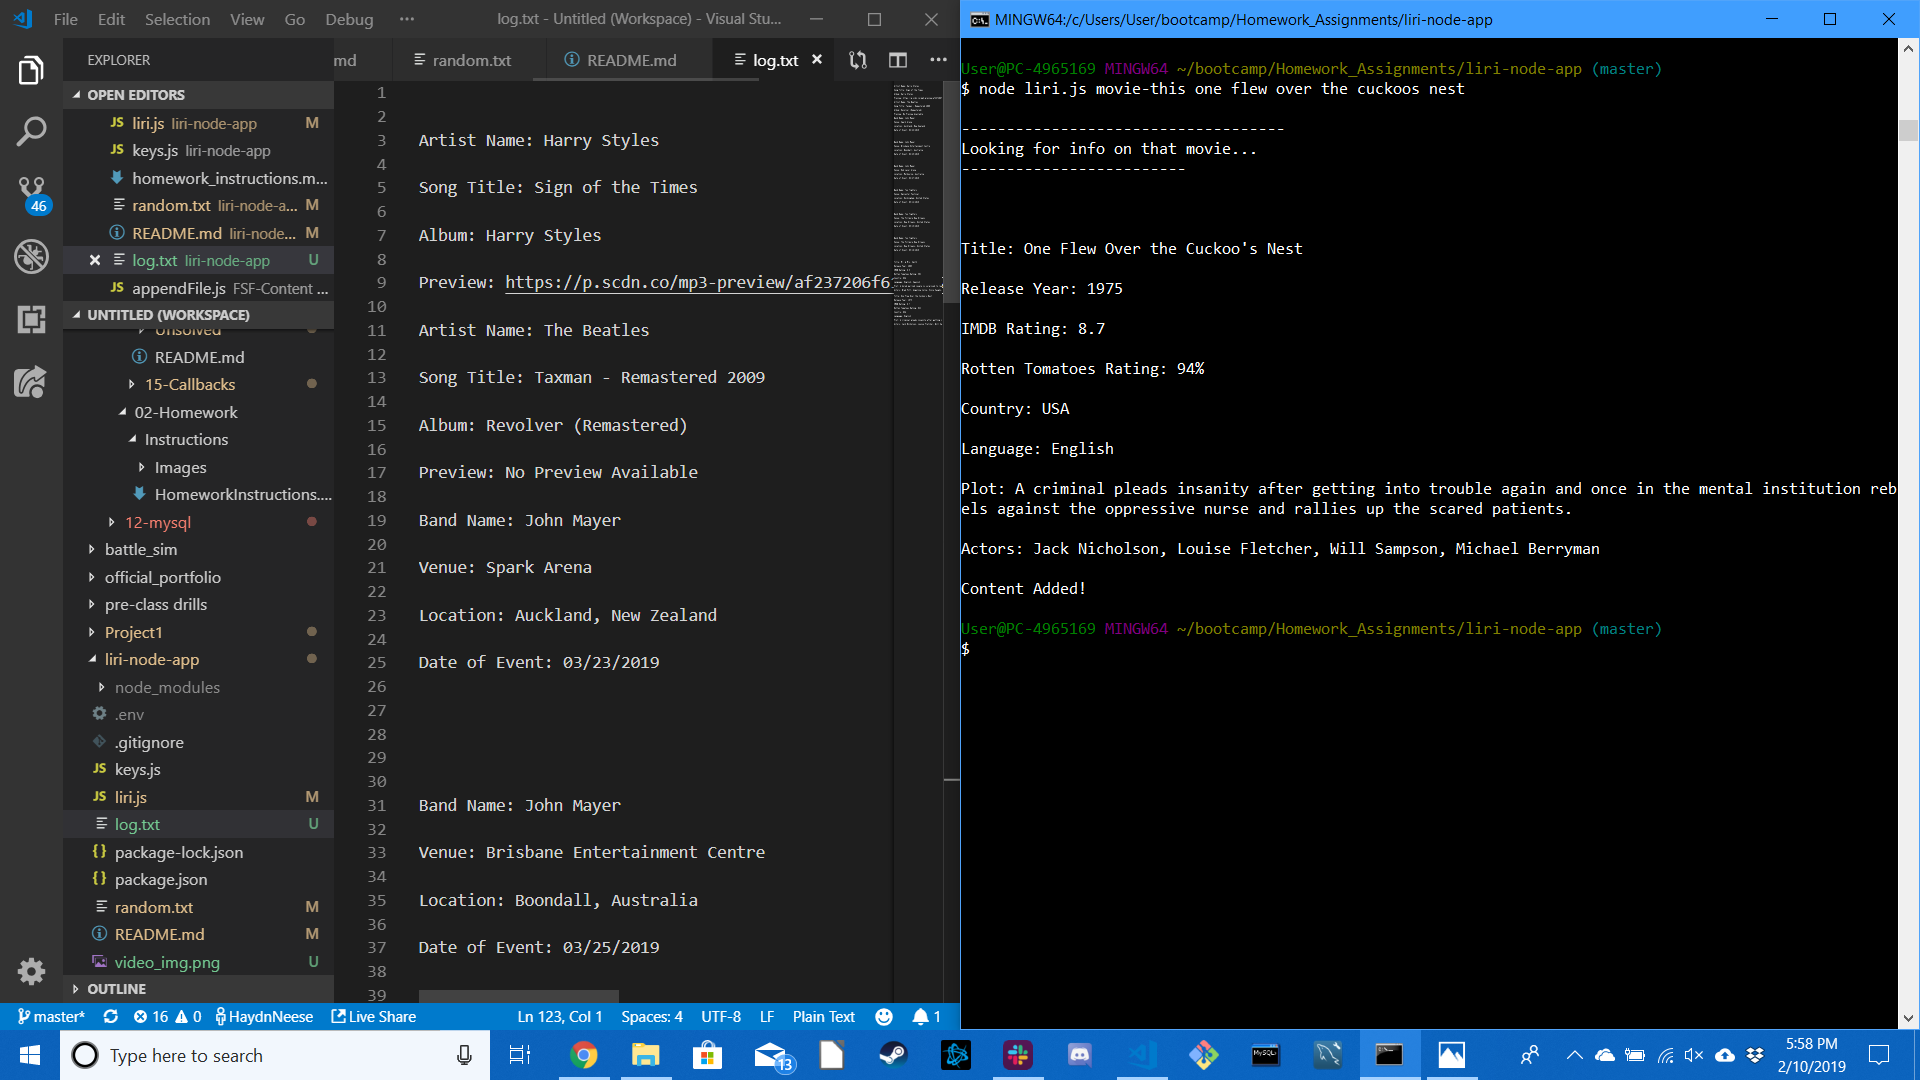 File Edit Selection View Go Debug ··· log.txt - Untitled (Workspace) - Visual Stu...
EXPLORER
OPEN EDITORS
JS liri.js liri-node-app M
JS keys.js liri-node-app
homework_instructions.m...
random.txt liri-node-a... M
README.md liri-node... M
log.txt liri-node-app U
JS appendFile.js FSF-Content ...
UNTITLED (WORKSPACE)
Unsolved
README.md
15-Callbacks
02-Homework
Instructions
Images
HomeworkInstructions....
12-mysql
battle_sim
official_portfolio
pre-class drills
Project1
liri-node-app
node_modules
.env
.gitignore
JS keys.js
JS liri.js M
log.txt U
{} package-lock.json
{} package.json
random.txt M
README.md M
video_img.png U
OUTLINE
46
md random.txt README.md log.txt
1
2
3 Artist Name: Harry Styles
4
5 Song Title: Sign of the Times
6
7 Album: Harry Styles
8
9 Preview: https://p.scdn.co/mp3-preview/af237206f6
10
11 Artist Name: The Beatles
12
13 Song Title: Taxman - Remastered 2009
14
15 Album: Revolver (Remastered)
16
17 Preview: No Preview Available
18
19 Band Name: John Mayer
20
21 Venue: Spark Arena
22
23 Location: Auckland, New Zealand
24
25 Date of Event: 03/23/2019
26
27
28
29
30
31 Band Name: John Mayer
32
33 Venue: Brisbane Entertainment Centre
34
35 Location: Boondall, Australia
36
37 Date of Event: 03/25/2019
38
39
master* 16 0 HaydnNeese Live Share Ln 123, Col 1 Spaces: 4 UTF-8 LF Plain Text 1
MINGW64:/c/Users/User/bootcamp/Homework_Assignments/liri-node-app
User@PC-4965169 MINGW64 ~/bootcamp/Homework_Assignments/liri-node-app (master)
$ node liri.js movie-this one flew over the cuckoos nest
------------------------------------
Looking for info on that movie...
-------------------------
Title: One Flew Over the Cuckoo's Nest
Release Year: 1975
IMDB Rating: 8.7
Rotten Tomatoes Rating: 94%
Country: USA
Language: English
Plot: A criminal pleads insanity after getting into trouble again and once in the mental institution reb
els against the oppressive nurse and rallies up the scared patients.
Actors: Jack Nicholson, Louise Fletcher, Will Sampson, Michael Berryman
Content Added!
User@PC-4965169 MINGW64 ~/bootcamp/Homework_Assignments/liri-node-app (master)
$
Type here to search
13
MySQL
5:58 PM
2/10/2019